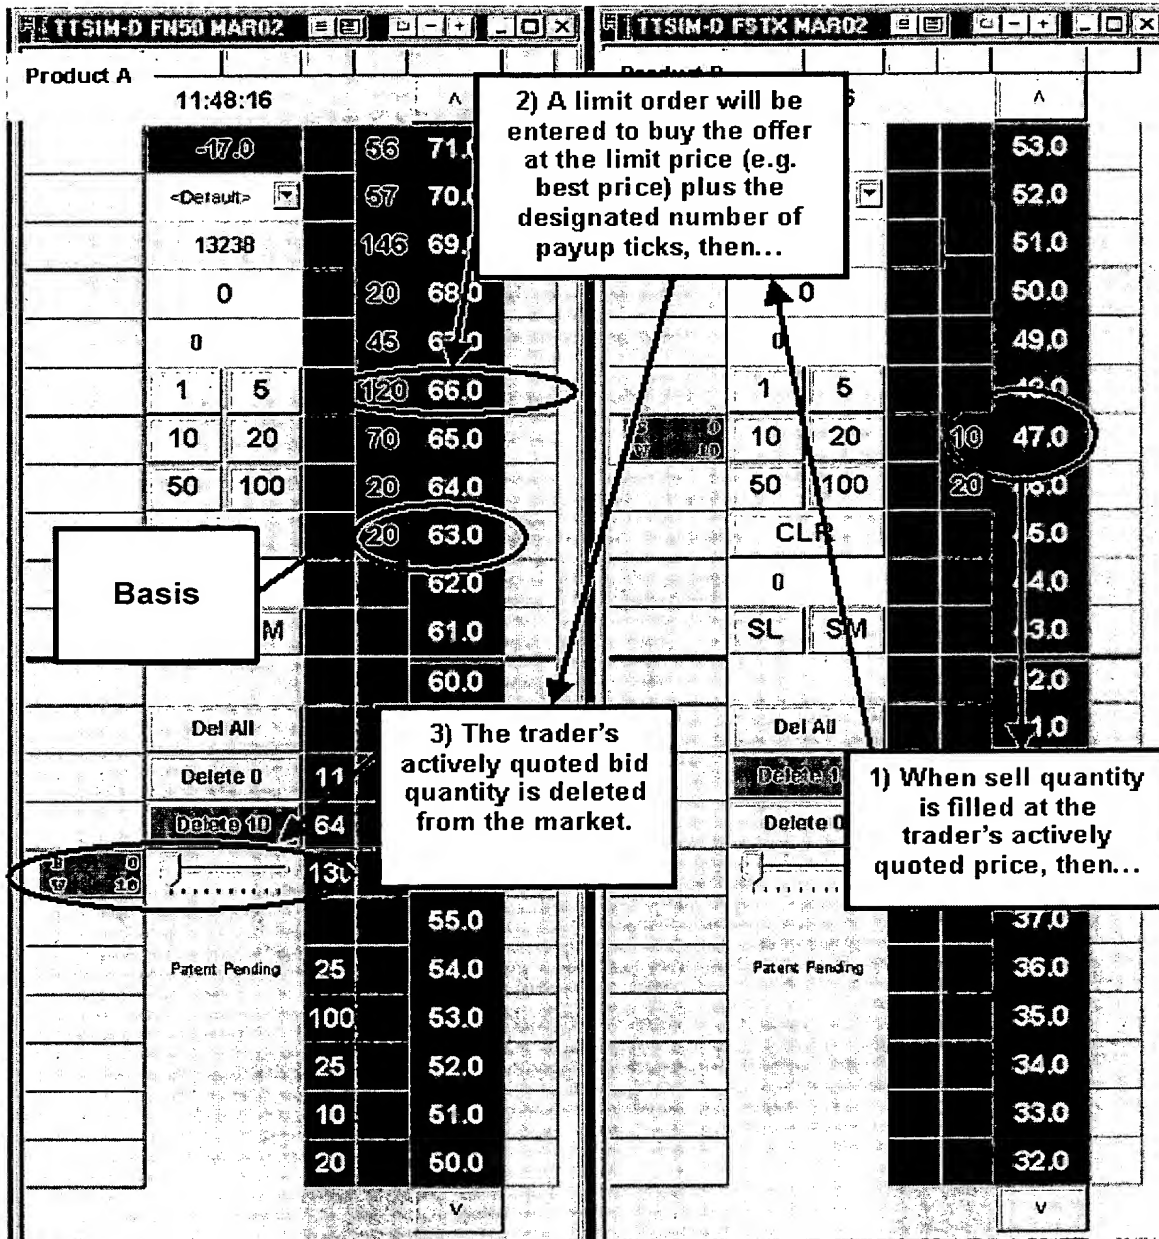 TTSIM-D FN50 MAR02
Product A
11:48:16
^
-17.0
<Default>
13238
0
0
1 5
10 20
50 100
M
Del All
Delete 0
Delete 10
Patent Pending
B 0
W 10
11
64
130
25
100
25
10
20
56 71.0
57 70.0
146 69.0
20 68.0
45
120 66.0
70 65.0
20 64.0
20 63.0
62.0
61.0
60.0
55.0
54.0
53.0
52.0
51.0
50.0
v
Basis
2) A limit order will be
entered to buy the offer
at the limit price (e.g.
best price) plus the
designated number of
payup ticks, then...
3) The trader's
actively quoted bid
quantity is deleted
from the market.
TTSIM-D FSTX MAR02
^
0
0
1 5
10 20
50 100
CLR
0
SL SM
Del All
Delete 0
Patent Pending
S 0
W 10
53.0
52.0
51.0
50.0
49.0
10 47.0
20
37.0
36.0
35.0
34.0
33.0
32.0
v
1) When sell quantity
is filled at the
trader's actively
quoted price, then...